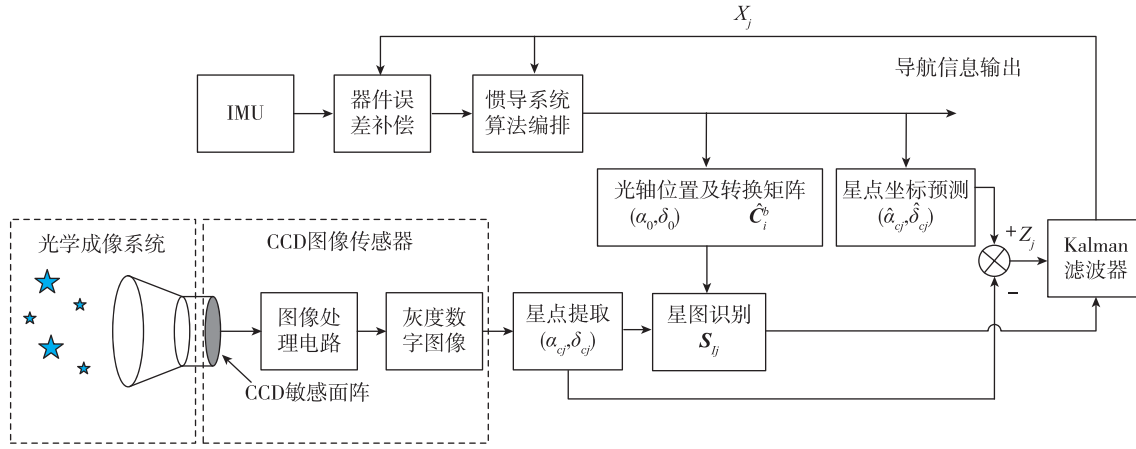 X_j
导航信息输出
IMU
器件误
差补偿
惯导系统
算法编排
光轴位置及转换矩阵
(α_0,δ_0) Ĉ_i^b
星点坐标预测
(α̂_cj,δ̂_cj)
+Z_j
−
Kalman
滤波器
光学成像系统
CCD图像传感器
图像处
理电路
灰度数
字图像
星点提取
(α_cj,δ_cj)
星图识别
S_Ij
CCD敏感面阵